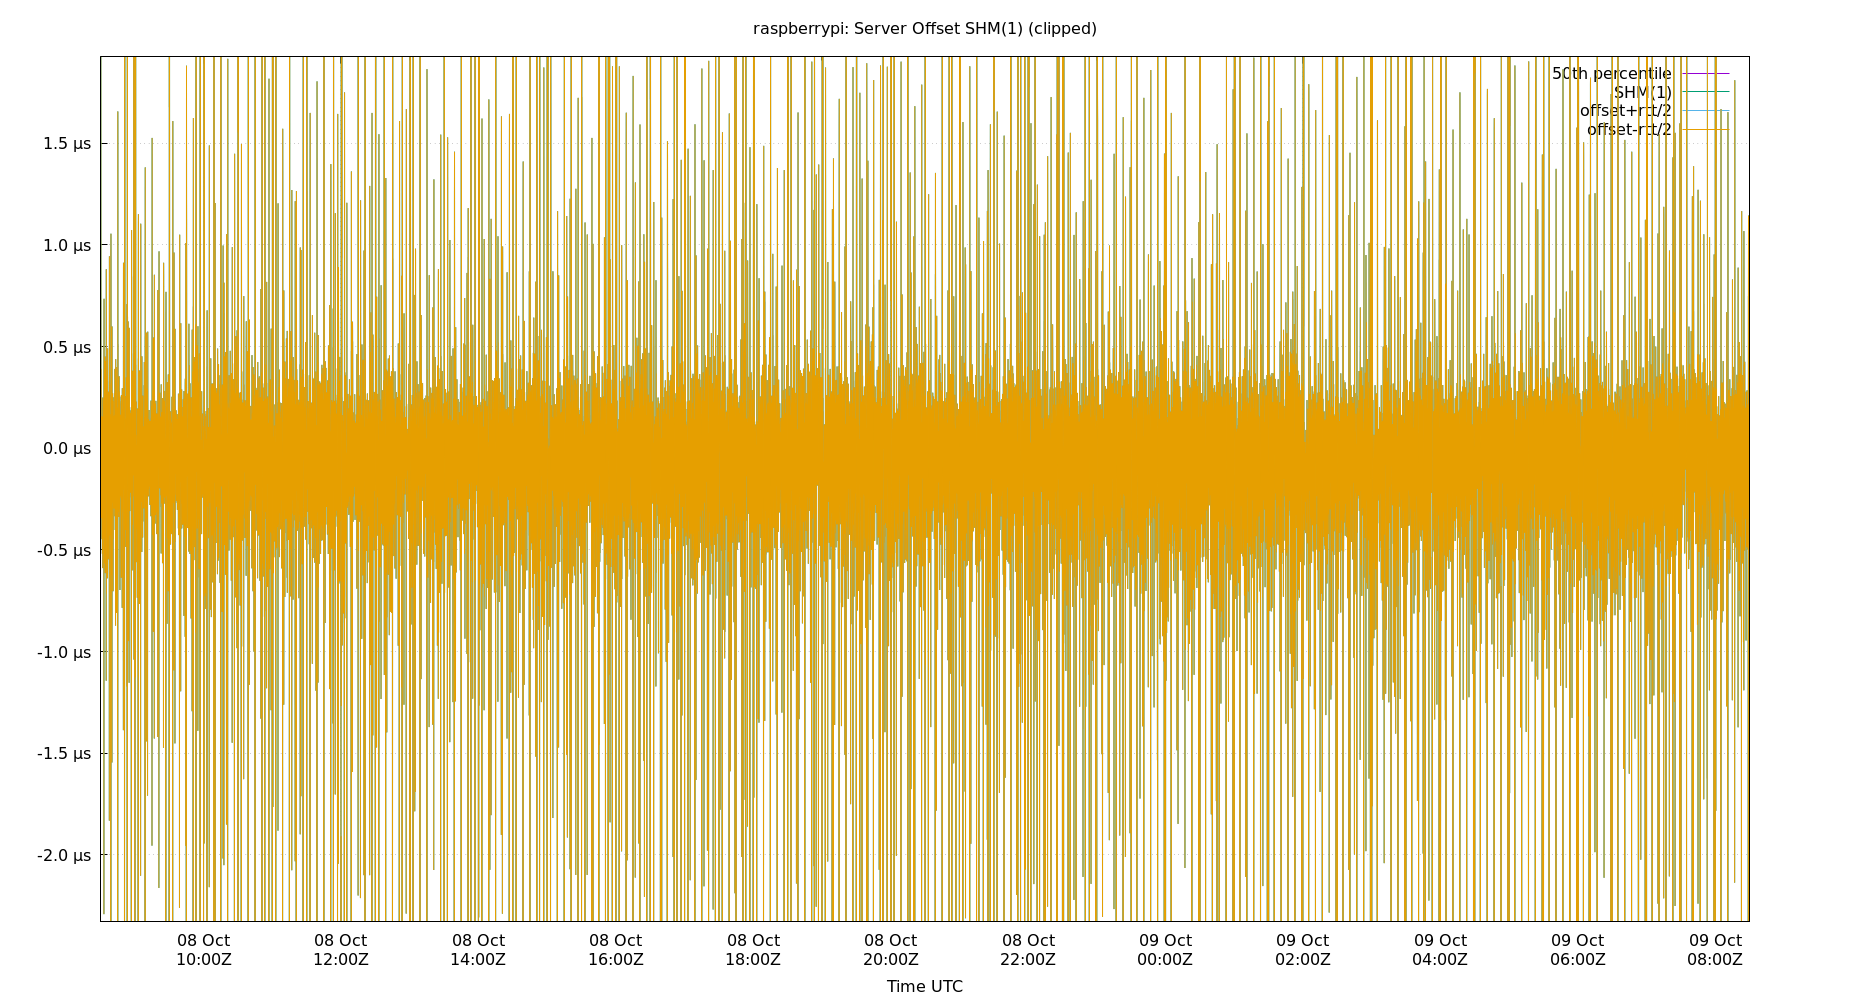 raspberrypi: Server Offset SHM(1) (clipped)
50th percentile
SHM(1)
offset+rtt/2
offset-rtt/2
1.5 µs
1.0 µs
0.5 µs
0.0 µs
-0.5 µs
-1.0 µs
-1.5 µs
-2.0 µs
08 Oct 08 Oct 08 Oct 08 Oct 08 Oct 08 Oct 08 Oct 09 Oct 09 Oct 09 Oct 09 Oct 09 Oct
10:00Z 12:00Z 14:00Z 16:00Z 18:00Z 20:00Z 22:00Z 00:00Z 02:00Z 04:00Z 06:00Z 08:00Z
Time UTC